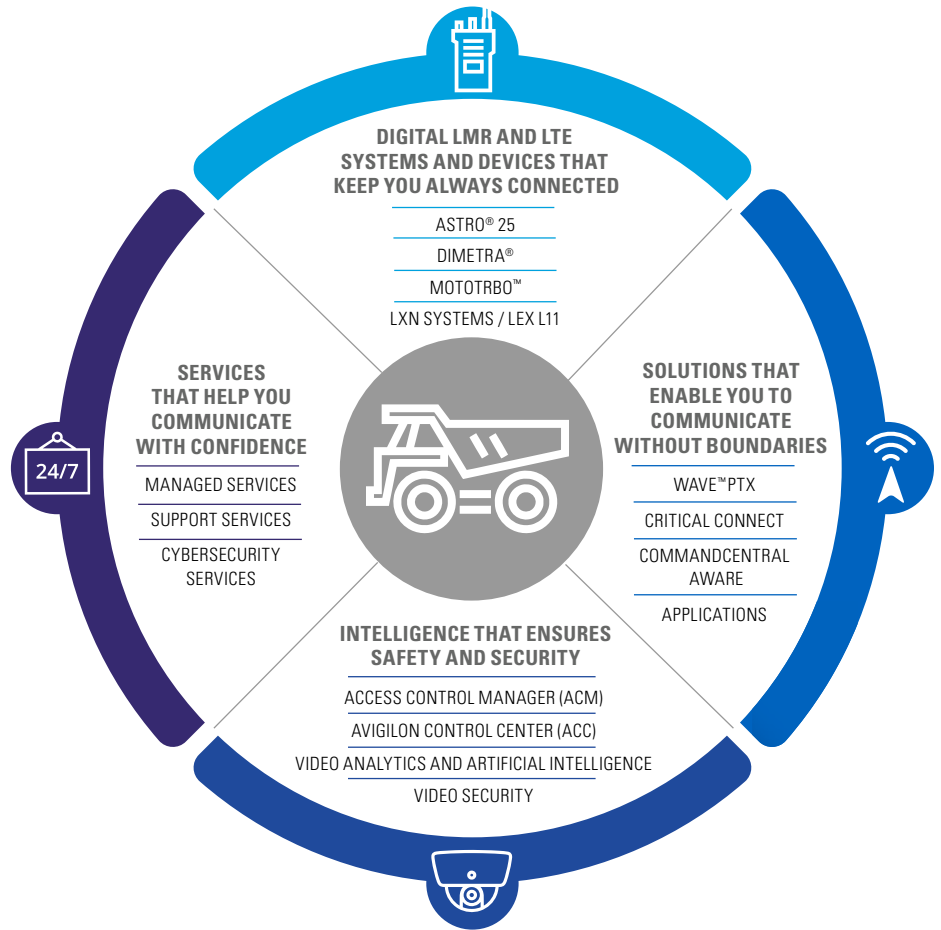 DIGITAL LMR AND LTE
SYSTEMS AND DEVICES THAT
KEEP YOU ALWAYS CONNECTED
ASTRO® 25
DIMETRA®
MOTOTRBO™
LXN SYSTEMS / LEX L11
SERVICES
THAT HELP YOU
COMMUNICATE
WITH CONFIDENCE
MANAGED SERVICES
SUPPORT SERVICES
CYBERSECURITY
SERVICES
24/7
SOLUTIONS THAT
ENABLE YOU TO
COMMUNICATE
WITHOUT BOUNDARIES
WAVE™PTX
CRITICAL CONNECT
COMMANDCENTRAL
AWARE
APPLICATIONS
INTELLIGENCE THAT ENSURES
SAFETY AND SECURITY
ACCESS CONTROL MANAGER (ACM)
AVIGILON CONTROL CENTER (ACC)
VIDEO ANALYTICS AND ARTIFICIAL INTELLIGENCE
VIDEO SECURITY